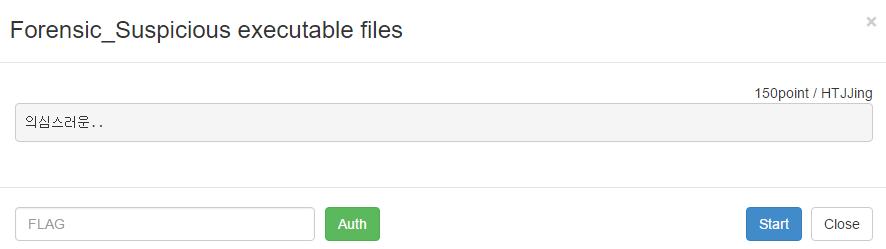 Forensic_Suspicious executable files
×
150point / HTJJing
의심스러운..
FLAG
Auth
Start
Close